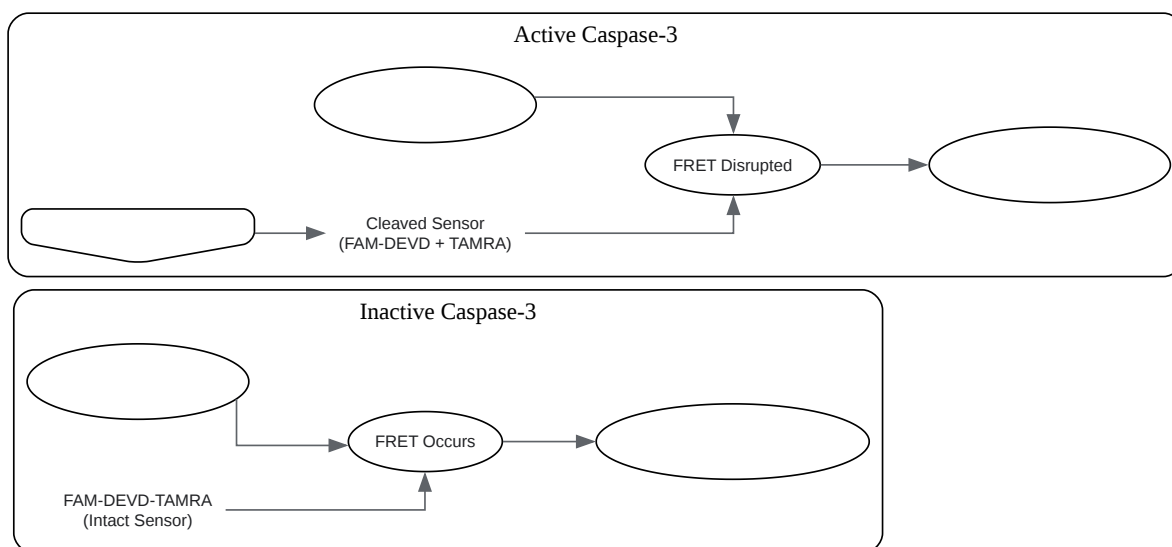 Active Caspase-3
FRET Disrupted
Cleaved Sensor
(FAM-DEVD + TAMRA)
Inactive Caspase-3
FRET Occurs
FAM-DEVD-TAMRA
(Intact Sensor)